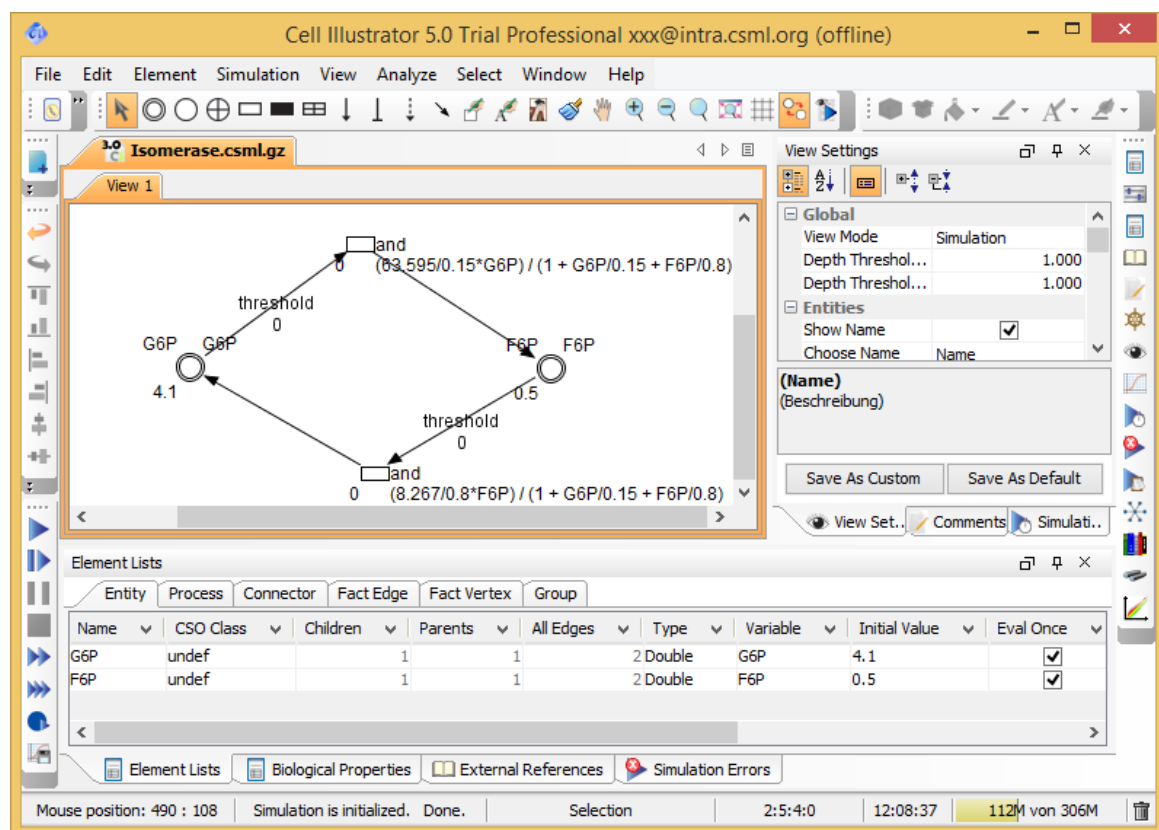 Cell Illustrator 5.0 Trial Professional xxx@intra.csml.org (offline)
File Edit Element Simulation View Analyze Select Window Help
3.0 C Isomerase.csml.gz
View 1
and
0 (63.595/0.15*G6P) / (1 + G6P/0.15 + F6P/0.8)
threshold
0
G6P G6P
4.1
F6P F6P
0.5
threshold
0
and
0 (8.267/0.8*F6P) / (1 + G6P/0.15 + F6P/0.8)
View Settings
Global
View Mode Simulation
Depth Threshol... 1.000
Depth Threshol... 1.000
Entities
Show Name
Choose Name Name
(Name)
(Beschreibung)
Save As Custom Save As Default
View Set.. Comments Simulati..
Element Lists
Entity Process Connector Fact Edge Fact Vertex Group
Name CSO Class Children Parents All Edges Type Variable Initial Value Eval Once
G6P undef 1 1 2 Double G6P 4.1
F6P undef 1 1 2 Double F6P 0.5
Element Lists Biological Properties External References Simulation Errors
Mouse position: 490 : 108 Simulation is initialized. Done. Selection 2:5:4:0 12:08:37 112M von 306M